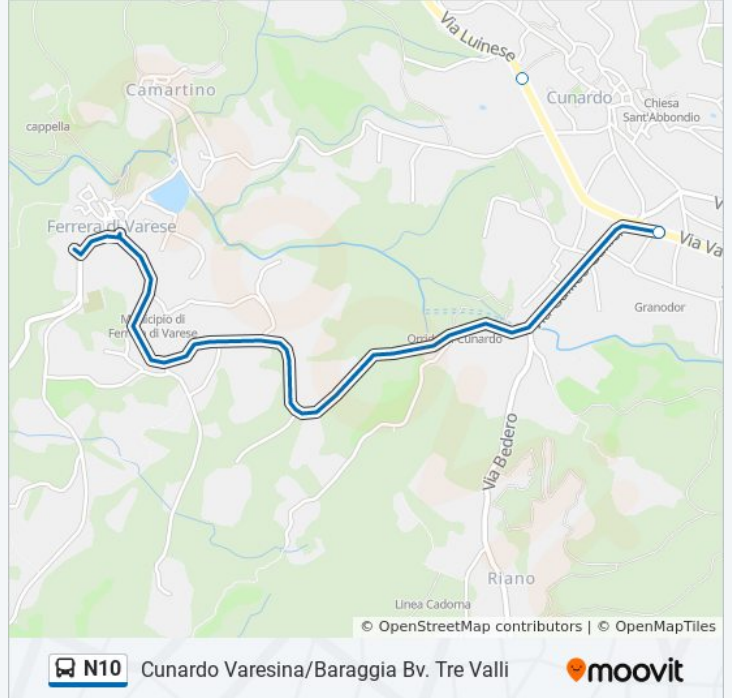 Via Luinese
Camartino
Cunardo
Chiesa
Sant'Abbondio
cappella
Ferrera di Varese
V
Via Va
Granodor
Municipio di
Ferrera di Varese
Cunardo
Via Bedero
Riano
Linea Cadorna
© OpenStreetMap contributors | © OpenMapTiles
N10 Cunardo Varesina/Baraggia Bv. Tre Valli
moovit